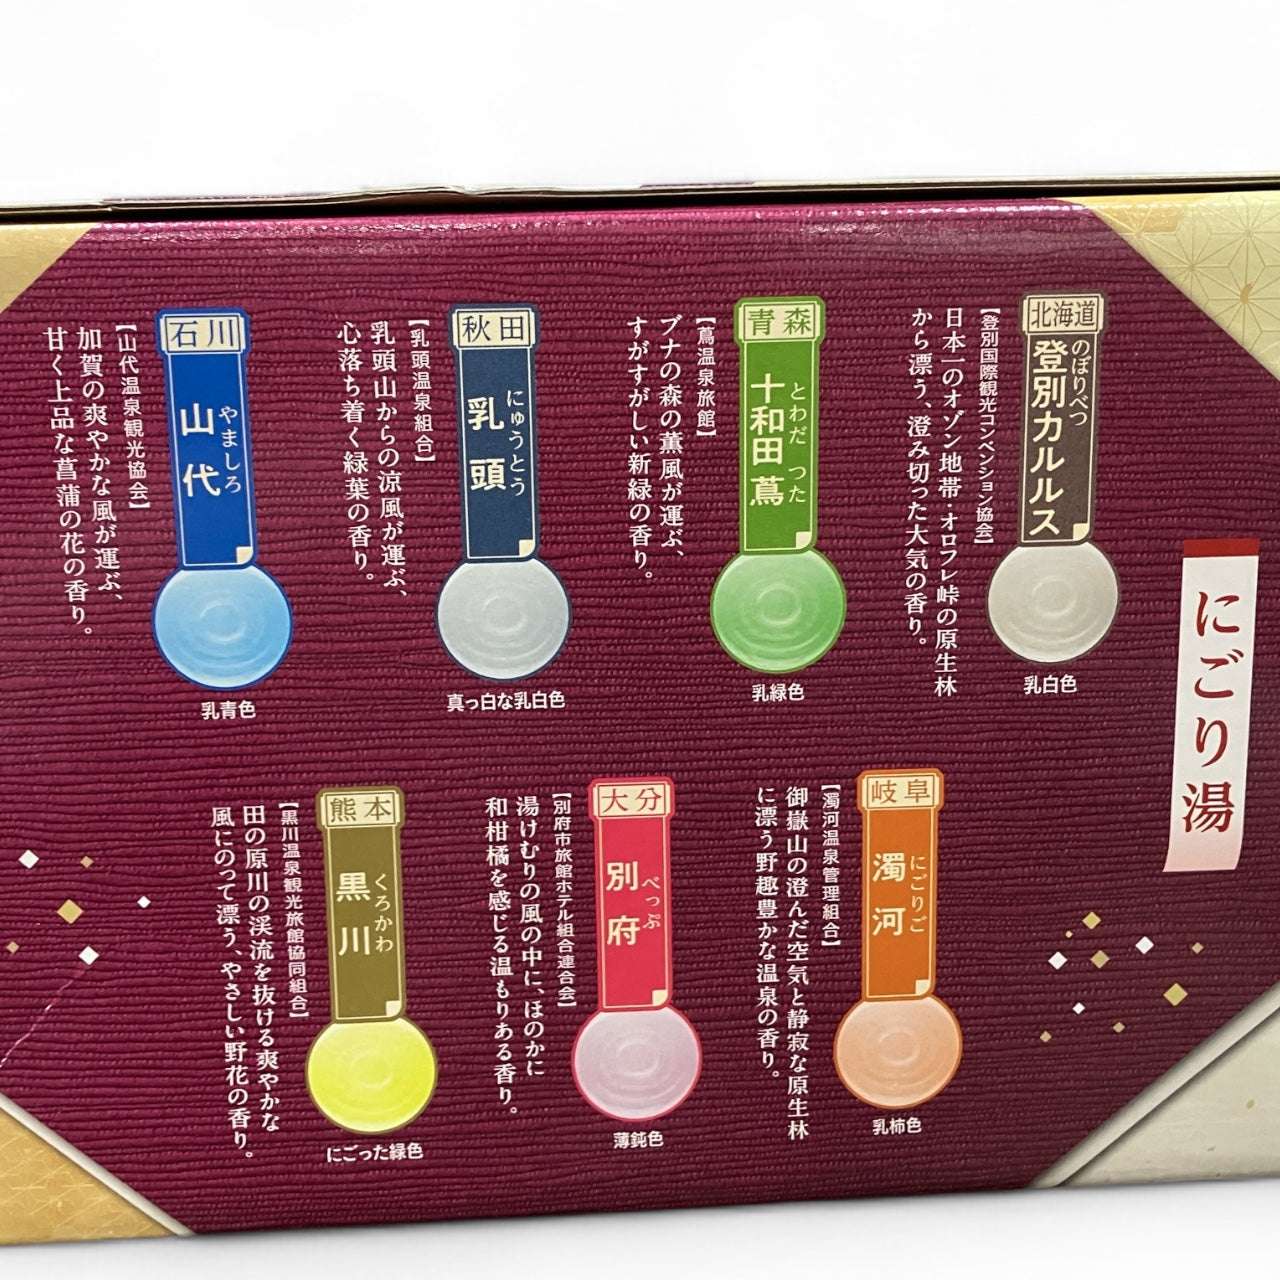 にごり湯
北海道
のぼりべつ
登別カルルス
【登別国際観光コンベンション協会】
日本一のオゾン地帯・オロフレ峠の原生林
から漂う、澄み切った大気の香り。
乳白色
青森
とわだ つた
十和田 蔦
【蔦温泉旅館】
ブナの森の薫風が運ぶ、
すがすがしい新緑の香り。
乳緑色
秋田
にゅうとう
乳頭
【乳頭温泉組合】
乳頭山からの涼風が運ぶ、
心落ち着く緑葉の香り。
真っ白な乳白色
石川
やましろ
山代
【山代温泉観光協会】
加賀の爽やかな風が運ぶ、
甘く上品な菖蒲の花の香り。
乳青色
岐阜
にごりご
濁河
【濁河温泉管理組合】
御嶽山の澄んだ空気と静寂な原生林
に漂う野趣豊かな温泉の香り。
乳柿色
大分
べっぷ
別府
【別府市旅館ホテル組合連合会】
湯けむりの風の中に、ほのかに
和柑橘を感じる温もりある香り。
薄鈍色
熊本
くろかわ
黒川
【黒川温泉観光旅館協同組合】
田の原川の渓流を抜ける爽やかな
風にのって漂う、やさしい野花の香り。
にごった緑色